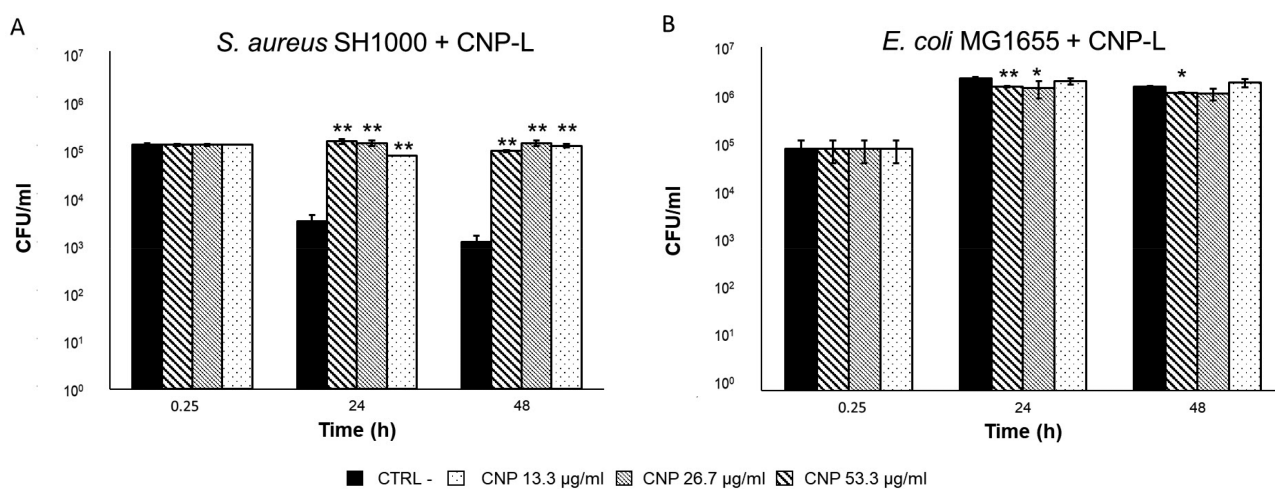 A
S. aureus SH1000 + CNP-L
10⁷
10⁶
10⁵
10⁴
10³
10²
10¹
10⁰
CFU/ml
** ** **
** ** **
0.25 24 48
Time (h)
B
E. coli MG1655 + CNP-L
10⁷
10⁶
10⁵
10⁴
10³
10²
10¹
10⁰
CFU/ml
** *
*
0.25 24 48
Time (h)
CTRL - CNP 13.3 µg/ml CNP 26.7 µg/ml CNP 53.3 µg/ml